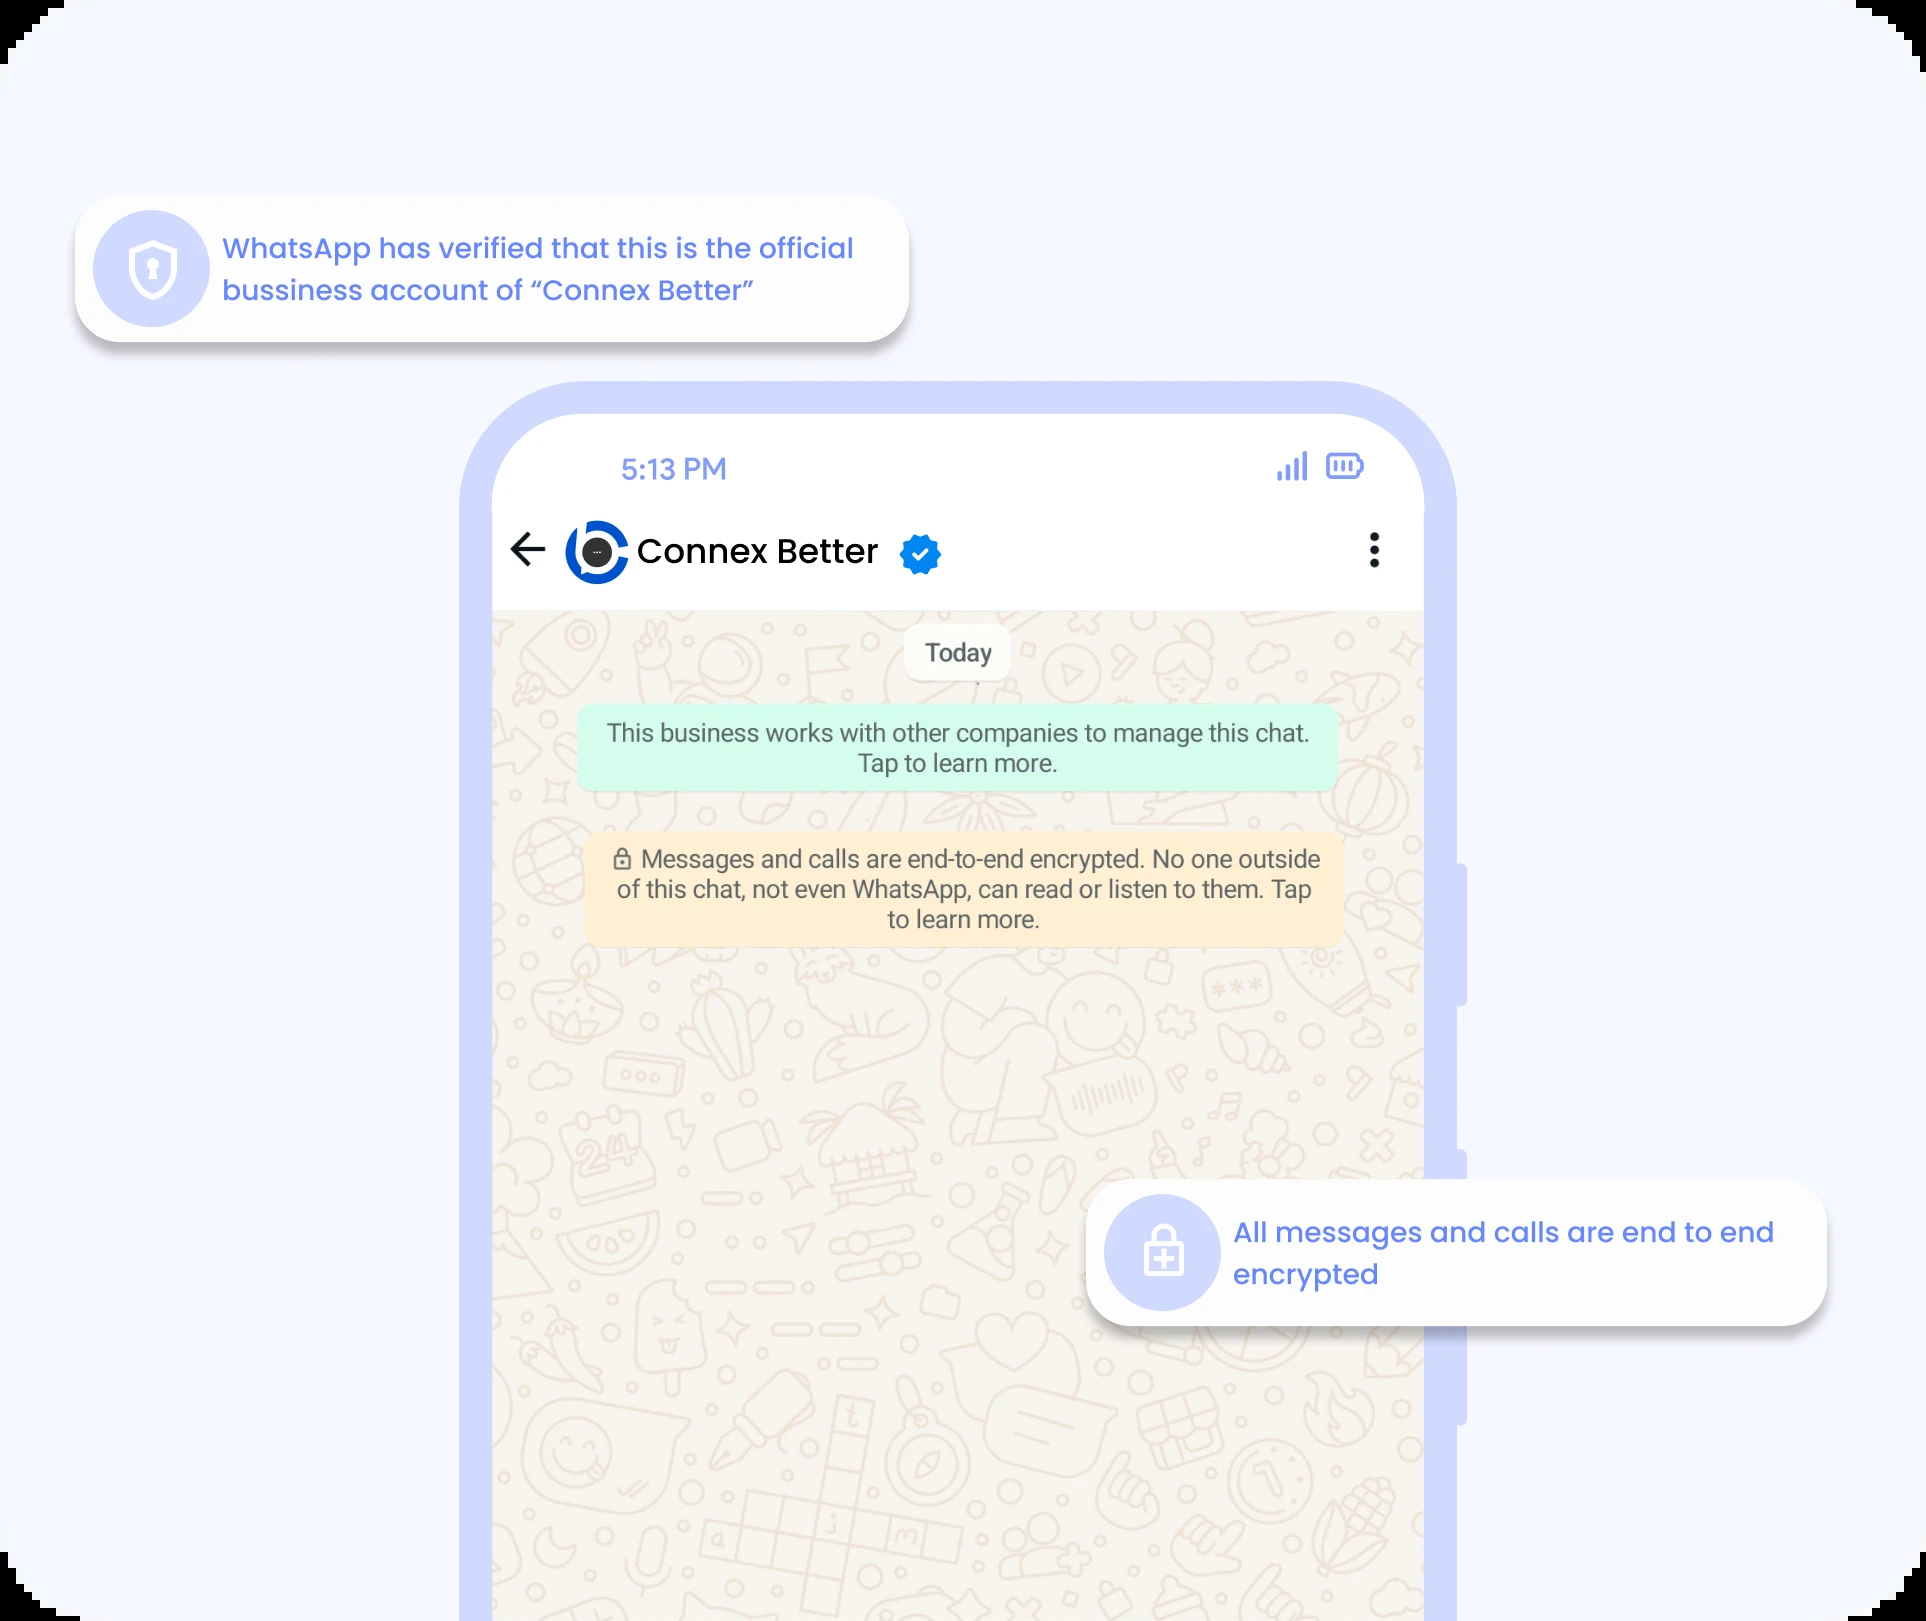 WhatsApp has verified that this is the official
bussiness account of “Connex Better”
5:13 PM
Connex Better
Today
This business works with other companies to manage this chat.
Tap to learn more.
Messages and calls are end-to-end encrypted. No one outside
of this chat, not even WhatsApp, can read or listen to them. Tap
to learn more.
***
24
All messages and calls are end to end
encrypted
t
a
j
m